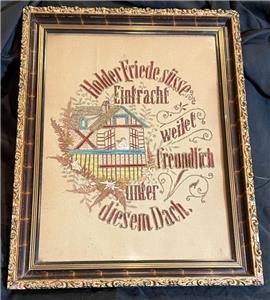 Holder Friede, süsse
Eintracht
weilet
freundlich
unter
diesem Dach.